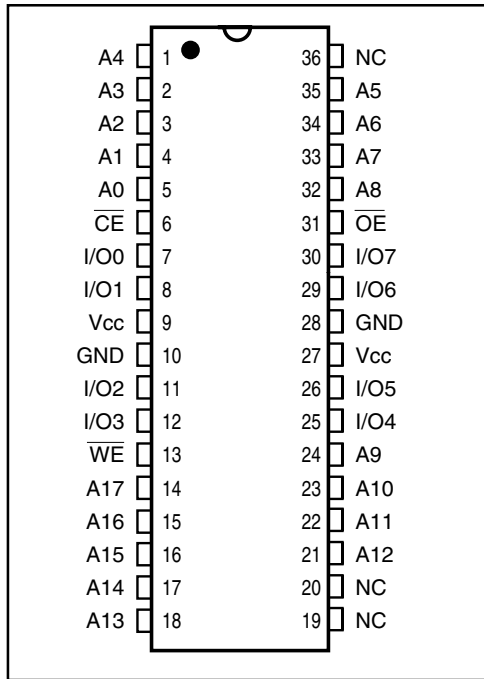 A4 1 36 NC
A3 2 35 A5
A2 3 34 A6
A1 4 33 A7
A0 5 32 A8
C̅E̅ 6 31 O̅E̅
I/O0 7 30 I/O7
I/O1 8 29 I/O6
Vcc 9 28 GND
GND 10 27 Vcc
I/O2 11 26 I/O5
I/O3 12 25 I/O4
W̅E̅ 13 24 A9
A17 14 23 A10
A16 15 22 A11
A15 16 21 A12
A14 17 20 NC
A13 18 19 NC